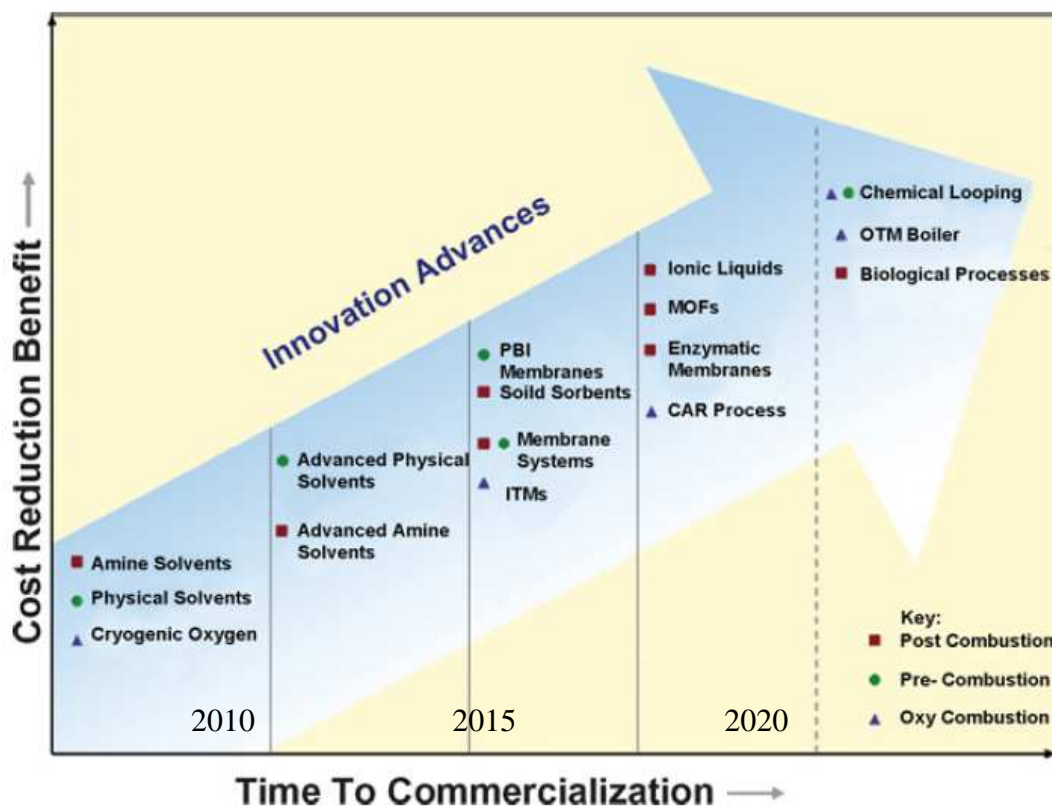 Cost Reduction Benefit
Innovation Advances
Amine Solvents
Physical Solvents
Cryogenic Oxygen
Advanced Physical
Solvents
Advanced Amine
Solvents
PBI
Membranes
Soild Sorbents
Membrane
Systems
ITMs
Ionic Liquids
MOFs
Enzymatic
Membranes
CAR Process
Chemical Looping
OTM Boiler
Biological Processes
Key:
Post Combustion
Pre- Combustion
Oxy Combustion
2010
2015
2020
Time To Commercialization